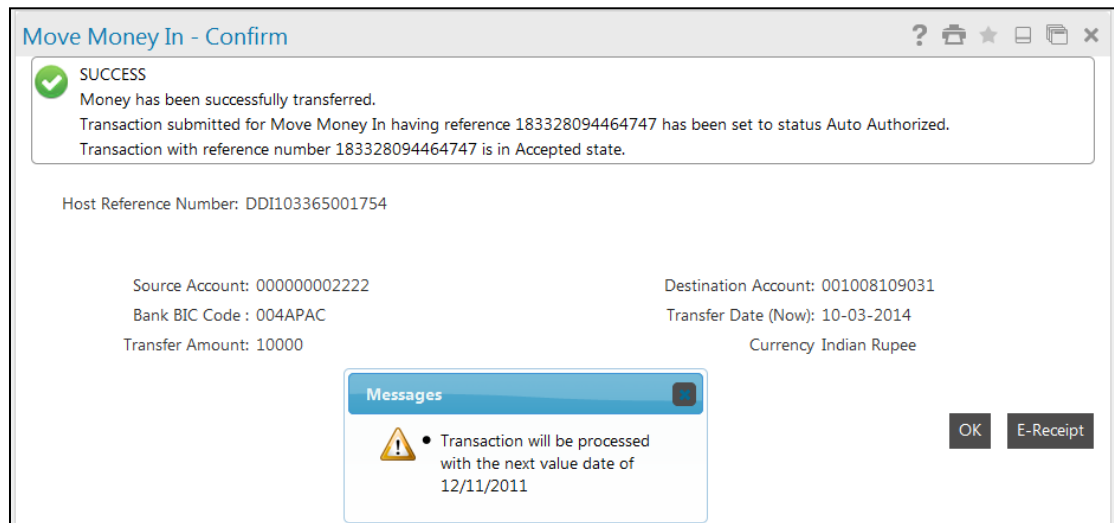 Move Money In - Confirm
?
SUCCESS
Money has been successfully transferred.
Transaction submitted for Move Money In having reference 183328094464747 has been set to status Auto Authorized.
Transaction with reference number 183328094464747 is in Accepted state.
Host Reference Number: DDI103365001754
Source Account: 000000002222 Destination Account: 001008109031
Bank BIC Code : 004APAC Transfer Date (Now): 10-03-2014
Transfer Amount: 10000 Currency Indian Rupee
Messages
• Transaction will be processed
with the next value date of
12/11/2011
OK E-Receipt